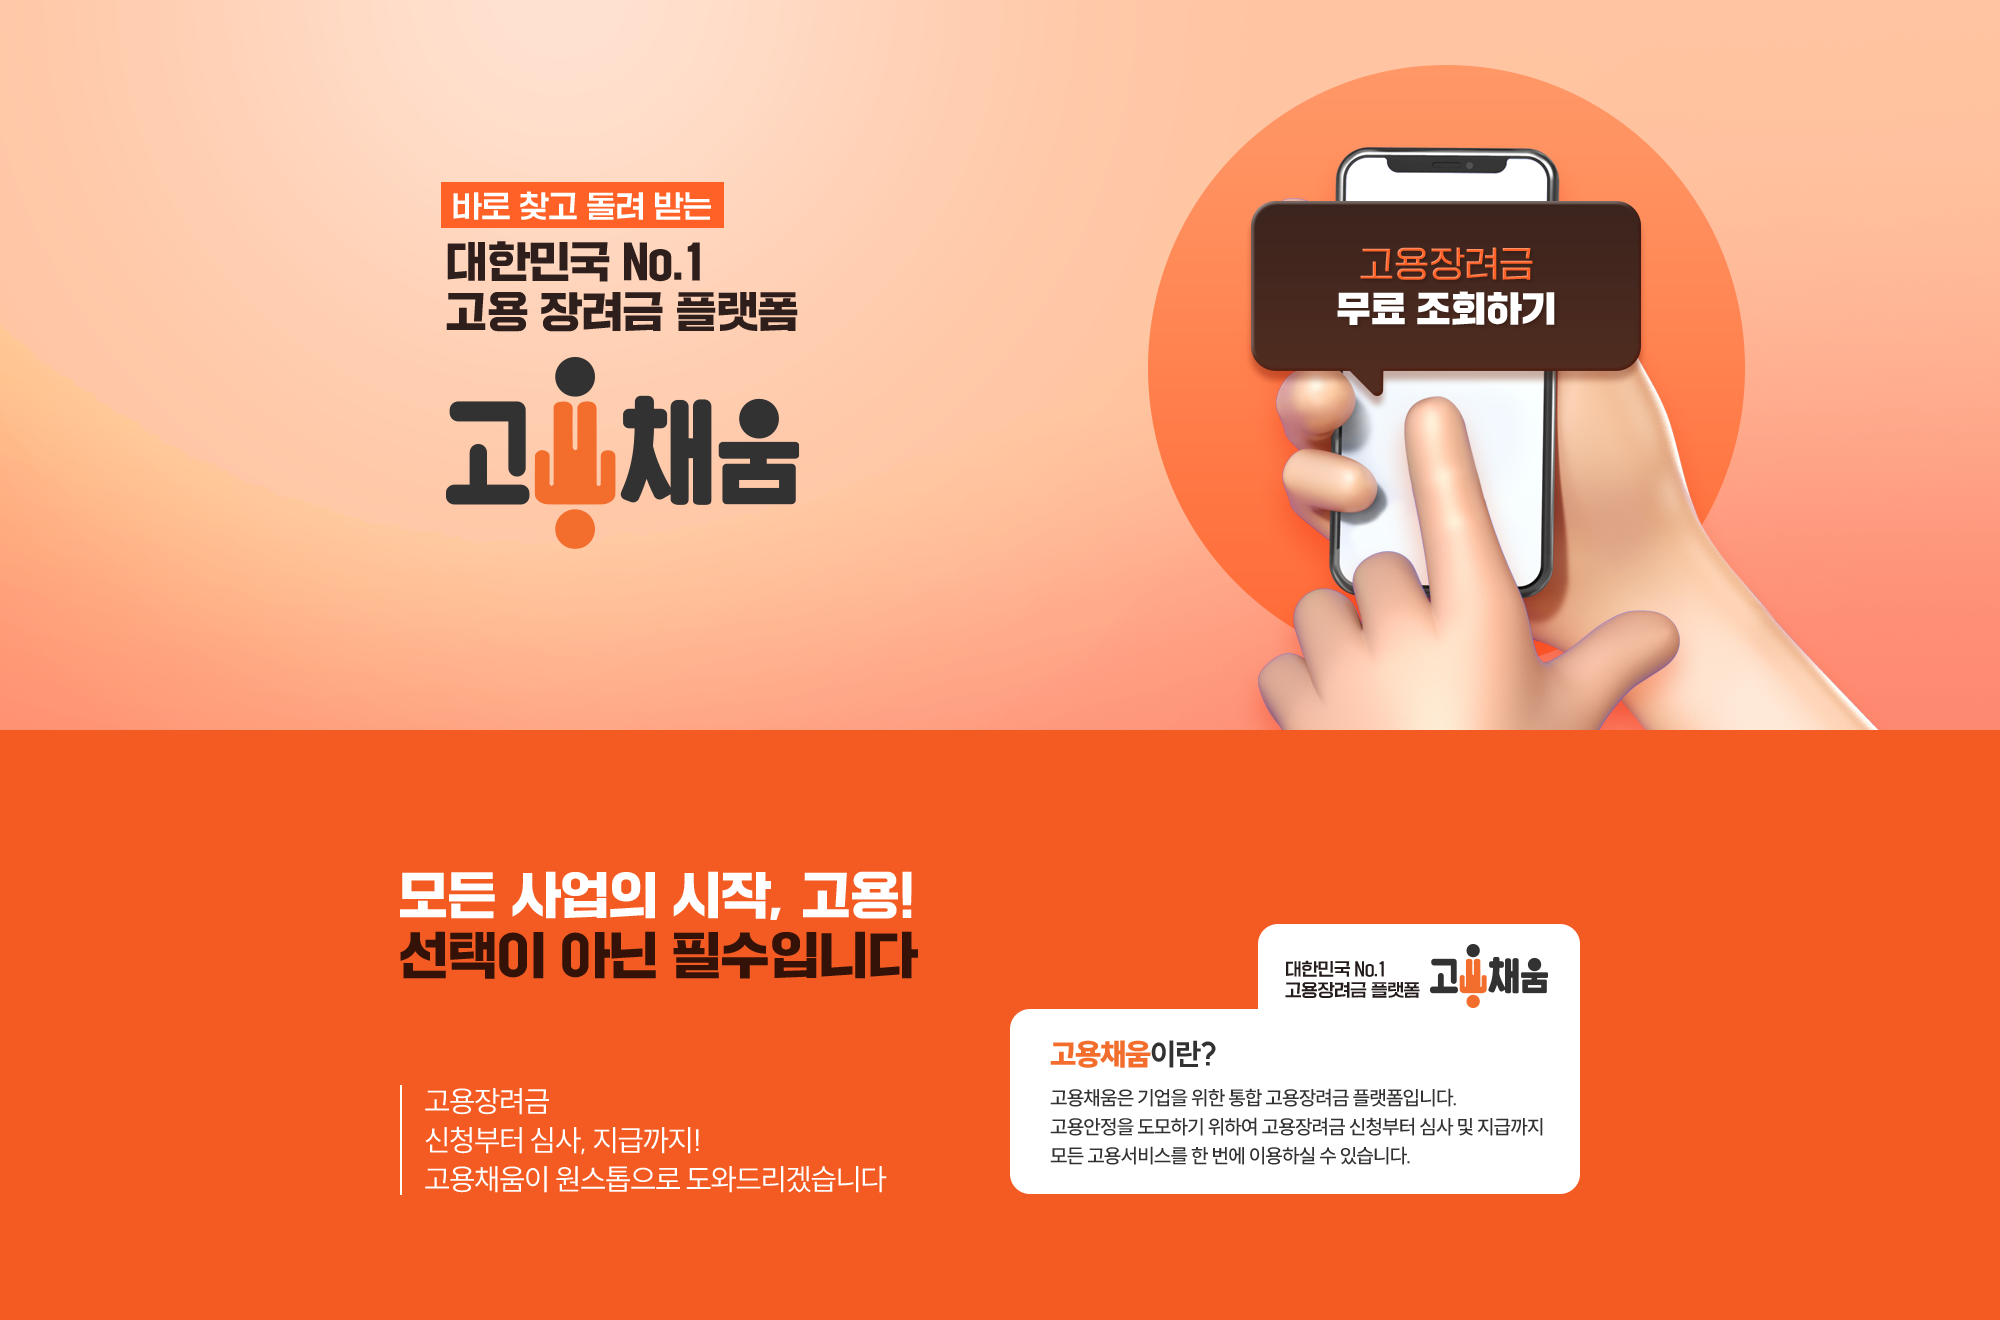 바로 찾고 돌려 받는
대한민국 No.1
고용 장려금 플랫폼
고용채움
고용장려금
무료 조회하기
모든 사업의 시작, 고용!
선택이 아닌 필수입니다
고용장려금
신청부터 심사, 지급까지!
고용채움이 원스톱으로 도와드리겠습니다
대한민국 No.1
고용장려금 플랫폼
고용채움
고용채움이란?
고용채움은 기업을 위한 통합 고용장려금 플랫폼입니다.
고용안정을 도모하기 위하여 고용장려금 신청부터 심사 및 지급까지
모든 고용서비스를 한 번에 이용하실 수 있습니다.